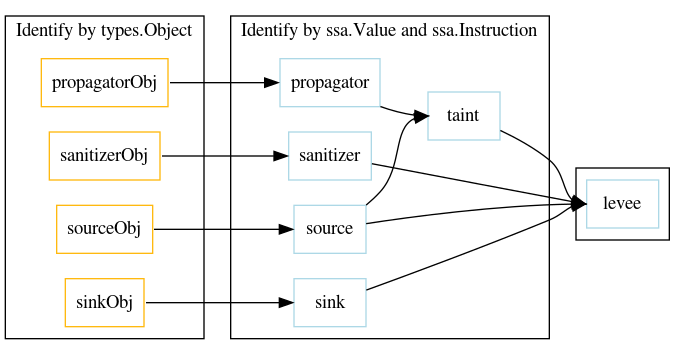 Identify by types.Object
propagatorObj
sanitizerObj
sourceObj
sinkObj
Identify by ssa.Value and ssa.Instruction
propagator
sanitizer
source
sink
taint
levee